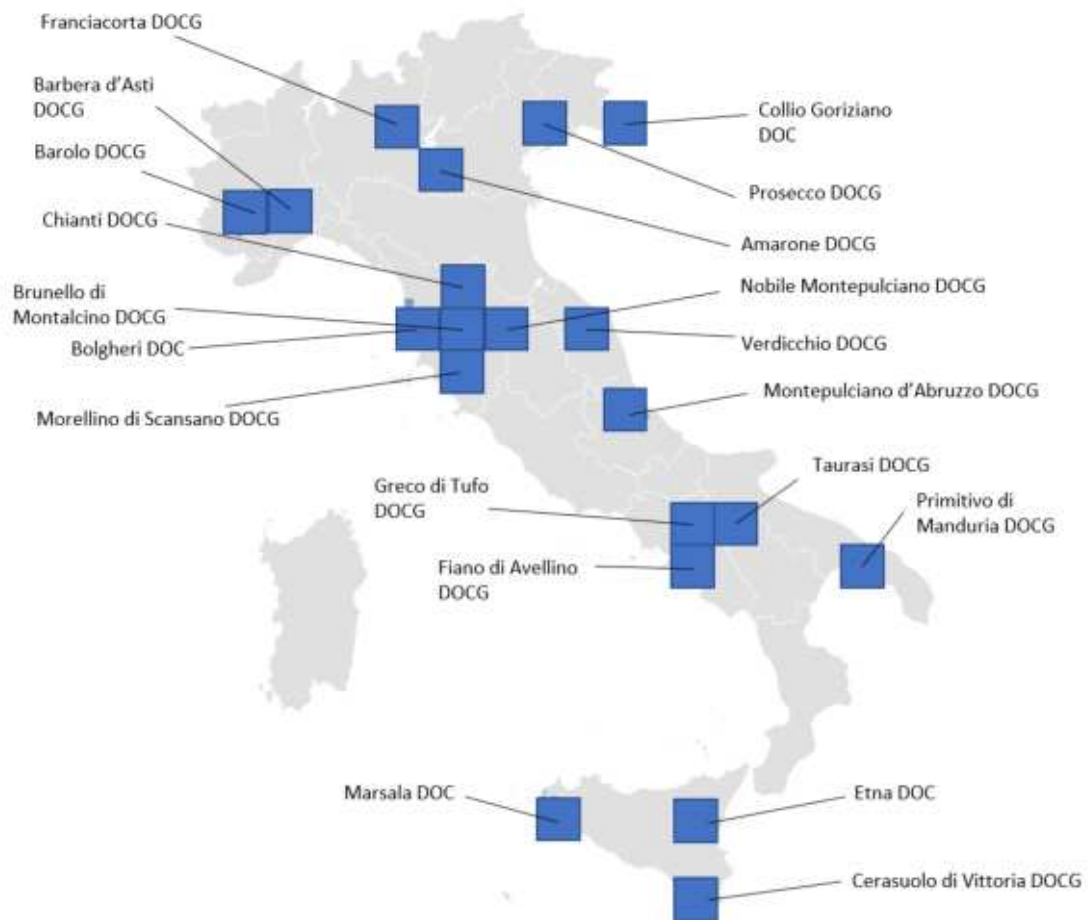 Franciacorta DOCG
Barbera d'Asti
DOCG
Barolo DOCG
Chianti DOCG
Brunello di
Montalcino DOCG
Bolgheri DOC
Morellino di Scansano DOCG
Collio Goriziano
DOC
Prosecco DOCG
Amarone DOCG
Nobile Montepulciano DOCG
Verdicchio DOCG
Montepulciano d'Abruzzo DOCG
Taurasi DOCG
Greco di Tufo
DOCG
Primitivo di
Manduria DOCG
Fiano di Avellino
DOCG
Marsala DOC
Etna DOC
Cerasuolo di Vittoria DOCG